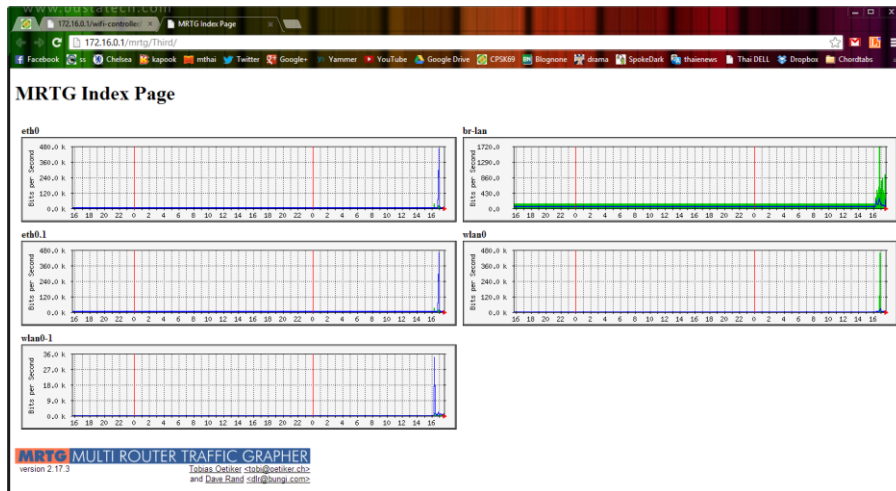 www.bustatech.com
172.16.0.1/wifi-controller
MRTG Index Page
172.16.0.1/mrtg/Third/
Facebook ss Chelsea kapook mthai Twitter Google+ Yammer YouTube Google Drive CPSK69 Blognone drama SpokeDark thaienews Thai DELL Dropbox Chordtabs
MRTG Index Page
eth0
Bits per Second
480.0 k
360.0 k
240.0 k
120.0 k
0.0 k
16 18 20 22 0 2 4 6 8 10 12 14 16 18 20 22 0 2 4 6 8 10 12 14 16
br-lan
Bits per Second
1720.0
1290.0
860.0
430.0
0.0
16 18 20 22 0 2 4 6 8 10 12 14 16 18 20 22 0 2 4 6 8 10 12 14 16
eth0.1
Bits per Second
480.0 k
360.0 k
240.0 k
120.0 k
0.0 k
16 18 20 22 0 2 4 6 8 10 12 14 16 18 20 22 0 2 4 6 8 10 12 14 16
wlan0
Bits per Second
480.0 k
360.0 k
240.0 k
120.0 k
0.0 k
16 18 20 22 0 2 4 6 8 10 12 14 16 18 20 22 0 2 4 6 8 10 12 14 16
wlan0-1
Bits per Second
36.0 k
27.0 k
18.0 k
9.0 k
0.0 k
16 18 20 22 0 2 4 6 8 10 12 14 16 18 20 22 0 2 4 6 8 10 12 14 16
MRTG MULTI ROUTER TRAFFIC GRAPHER
version 2.17.3
Tobias Oetiker <tobi@oetiker.ch>
and Dave Rand <dlr@bungi.com>